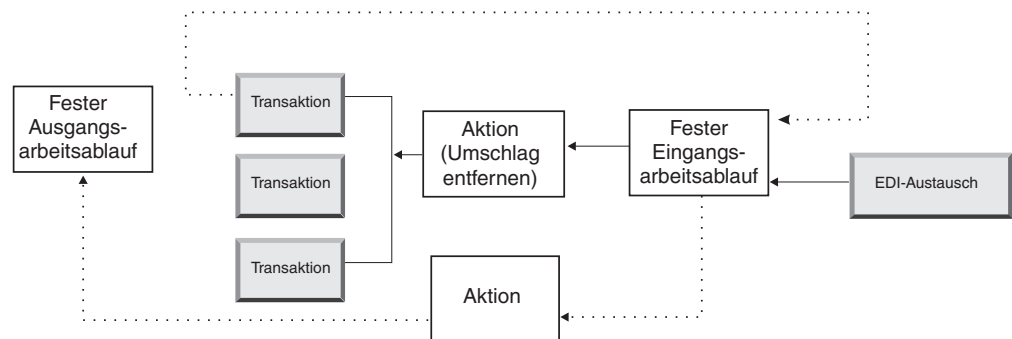 Fester
Ausgangs-
arbeitsablauf
Transaktion
Transaktion
Transaktion
Aktion
(Umschlag
entfernen)
Fester
Eingangs-
arbeitsablauf
EDI-Austausch
Aktion